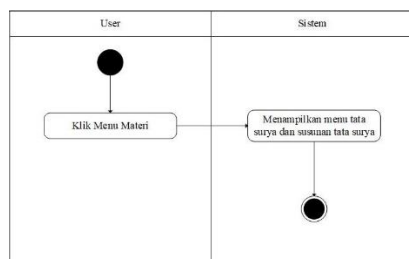 User
Sistem
Klik Menu Materi
Menampilkan menu tata
surya dan susunan tata surya